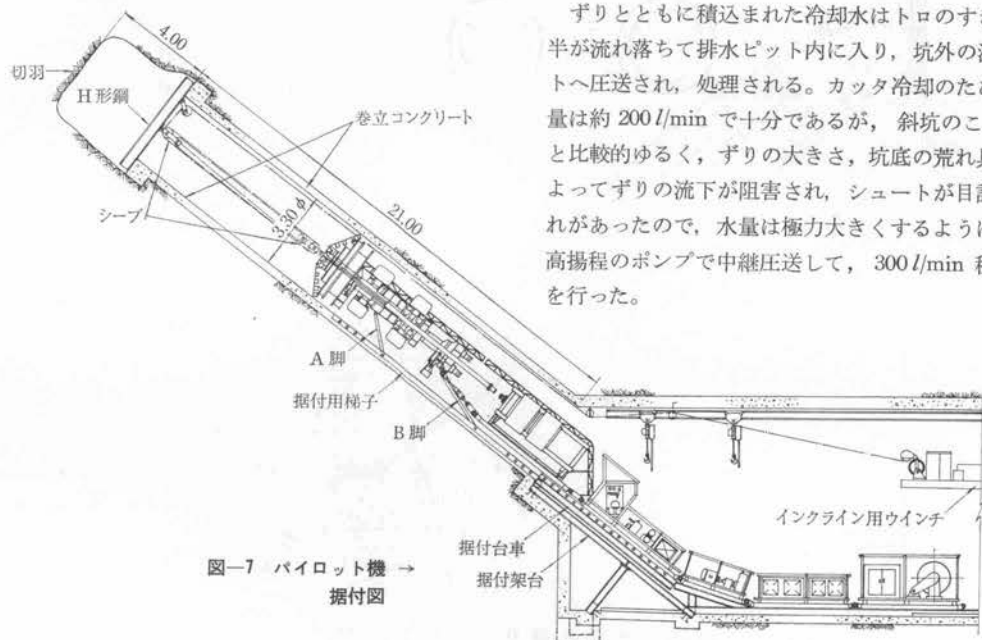 ずりとともに積込まれた冷却水はトロのすき
半が流れ落ちて排水ピット内に入り，坑外の
トへ圧送され，処理される。カッタ冷却のた
量は約 200 l/min で十分であるが，斜坑のこ
と比較的ゆるく，ずりの大きさ，坑底の荒れ
よってずりの流下が阻害され，シュートが目
れがあったので，水量は極力大きくするように
高揚程のポンプで中継圧送して，300 l/min
を行った。
4.00
切羽
H形鋼
巻立コンクリート
シーブ
3.30 φ
21.00
A脚
据付用梯子
B脚
インクライン用ウインチ
据付台車
据付架台
図—7 パイロット機 →
据付図